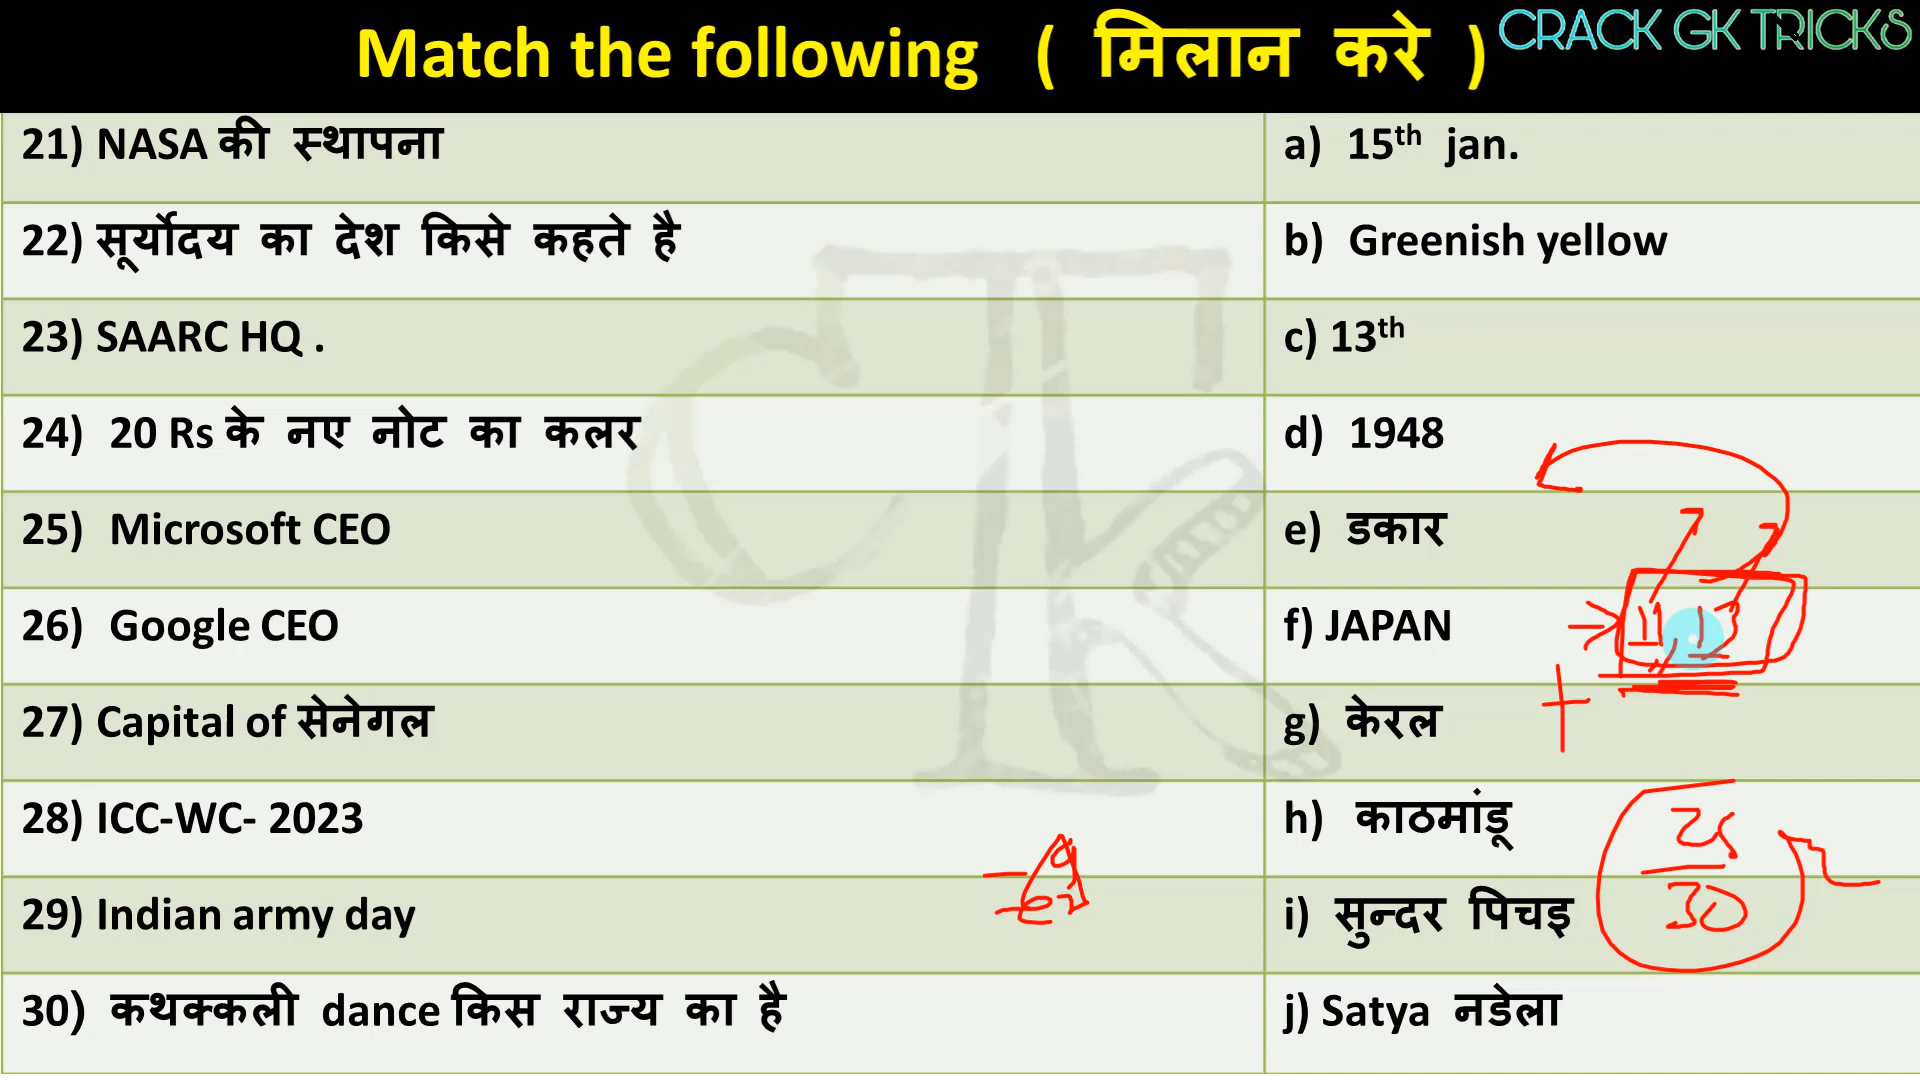 Match the following ( मिलान करे )
CRACK GK TRICKS
21) NASA की स्थापना
a) 15th jan.
22) सूर्योदय का देश किसे कहते है
b) Greenish yellow
23) SAARC HQ .
c) 13th
24) 20 Rs के नए नोट का कलर
d) 1948
25) Microsoft CEO
e) डकार
26) Google CEO
f) JAPAN
27) Capital of सेनेगल
g) केरल
28) ICC-WC- 2023
h) काठमांडू
29) Indian army day
i) सुन्दर पिचइ
30) कथक्कली dance किस राज्य का है
j) Satya नडेला
30